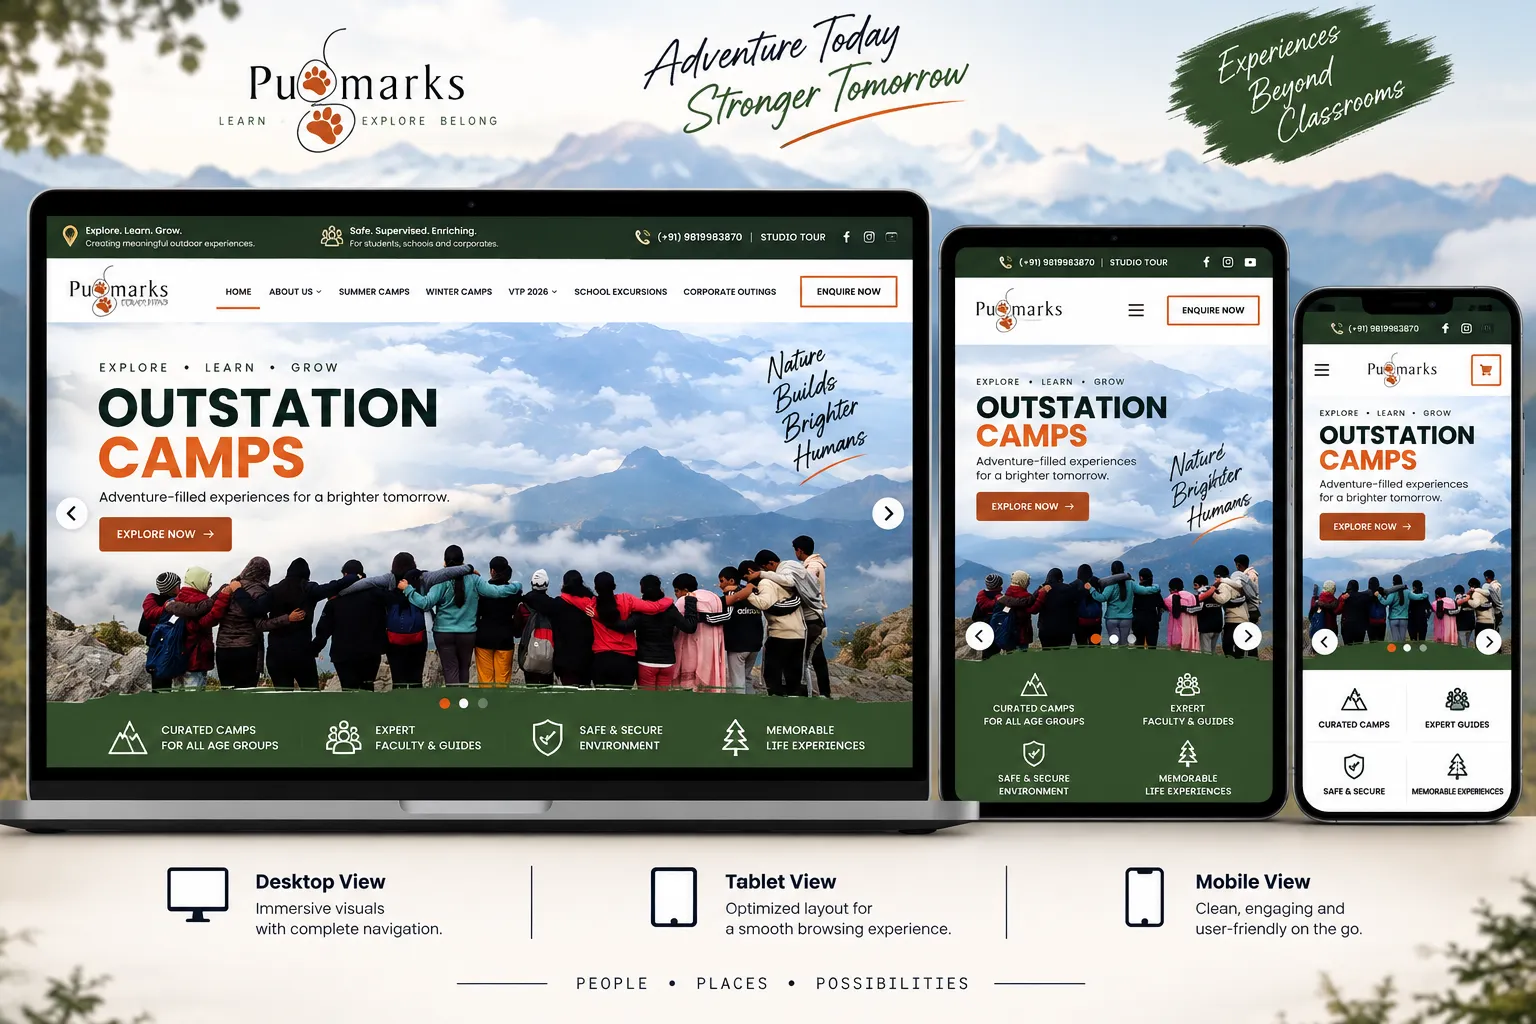 Pugmarks
LEARN EXPLORE BELONG
Adventure Today
Stronger Tomorrow
Experiences
Beyond
Classrooms
Explore. Learn. Grow.
Creating meaningful outdoor experiences.
Safe. Supervised. Enriching.
For students, schools and corporates.
(+91) 9819983870 | STUDIO TOUR
Pugmarks
HOME ABOUT US SUMMER CAMPS WINTER CAMPS VTP 2026 SCHOOL EXCURSIONS CORPORATE OUTINGS ENQUIRE NOW
EXPLORE • LEARN • GROW
OUTSTATION
CAMPS
Adventure-filled experiences for a brighter tomorrow.
EXPLORE NOW →
Nature
Builds
Brighter
Humans
adidas
CURATED CAMPS
FOR ALL AGE GROUPS
EXPERT
FACULTY & GUIDES
SAFE & SECURE
ENVIRONMENT
MEMORABLE
LIFE EXPERIENCES
(+91) 9819983870 | STUDIO TOUR
Pugmarks
ENQUIRE NOW
EXPLORE • LEARN • GROW
OUTSTATION
CAMPS
Adventure-filled experiences
for a brighter tomorrow.
EXPLORE NOW →
Nature
Brighter
Humans
CURATED CAMPS
FOR ALL AGE GROUPS
EXPERT
FACULTY & GUIDES
SAFE & SECURE
ENVIRONMENT
MEMORABLE
LIFE EXPERIENCES
(+91) 9819983870
Pugmarks
EXPLORE • LEARN • GROW
OUTSTATION
CAMPS
Adventure-filled experiences
for a brighter tomorrow.
EXPLORE NOW →
CURATED CAMPS
EXPERT GUIDES
SAFE & SECURE
MEMORABLE EXPERIENCES
Desktop View
Immersive visuals
with complete navigation.
Tablet View
Optimized layout for
a smooth browsing experience.
Mobile View
Clean, engaging and
user-friendly on the go.
PEOPLE • PLACES • POSSIBILITIES